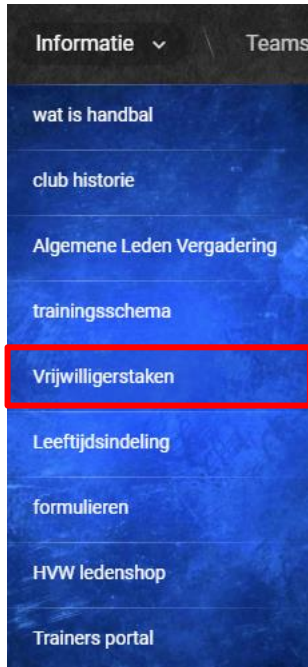 Informatie
Teams
wat is handbal
club historie
Algemene Leden Vergadering
trainingsschema
Vrijwilligerstaken
Leeftijdsindeling
formulieren
HVW ledenshop
Trainers portal